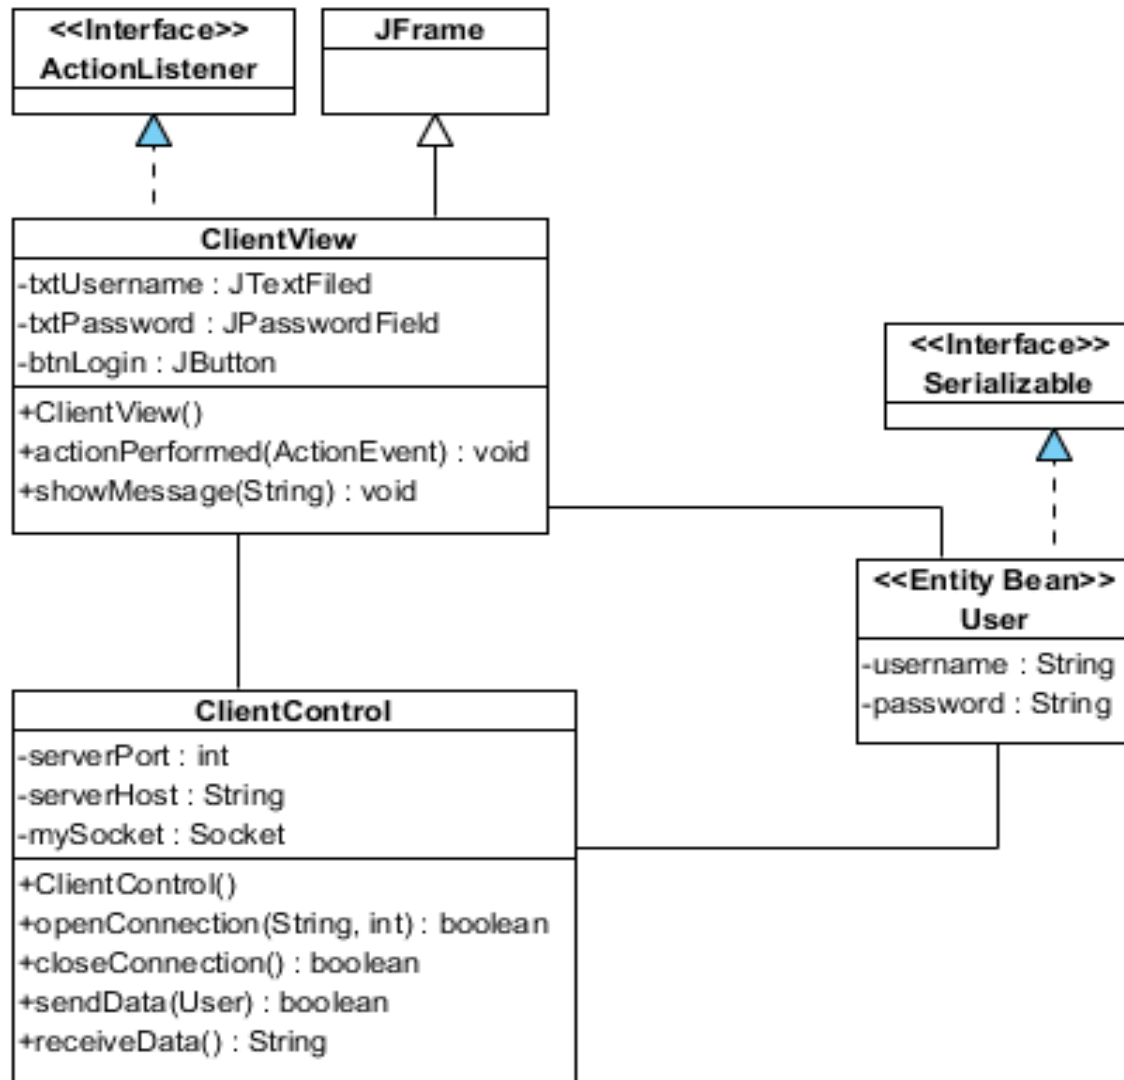 <<Interface>>
ActionListener
JFrame
ClientView
-txtUsername : JTextFiled
-txtPassword : JPasswordField
-btnLogin : JButton
+ClientView()
+actionPerformed(ActionEvent) : void
+showMessage(String) : void
<<Interface>>
Serializable
<<Entity Bean>>
User
-username : String
-password : String
ClientControl
-serverPort : int
-serverHost : String
-mySocket : Socket
+ClientControl()
+openConnection(String, int) : boolean
+closeConnection() : boolean
+sendData(User) : boolean
+receiveData() : String